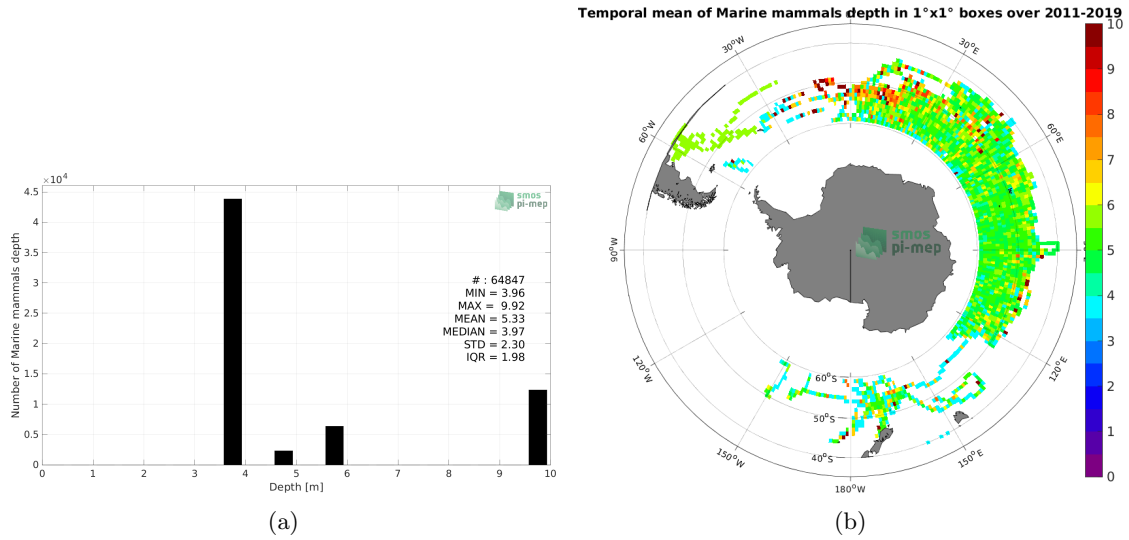 ×10⁴
4.5
4
3.5
3
2.5
2
1.5
1
0.5
0
Number of Marine mammals depth
smos
pi-mep
# : 64847
MIN = 3.96
MAX = 9.92
MEAN = 5.33
MEDIAN = 3.97
STD = 2.30
IQR = 1.98
0 1 2 3 4 5 6 7 8 9 10
Depth [m]
(a)
Temporal mean of Marine mammals depth in 1°x1° boxes over 2011-2019
30°W
30°E
60°W
60°E
90°W
120°W
120°E
150°W
150°E
180°W
60°S
50°S
40°S
smos
pi-mep
10
9
8
7
6
5
4
3
2
1
0
(b)